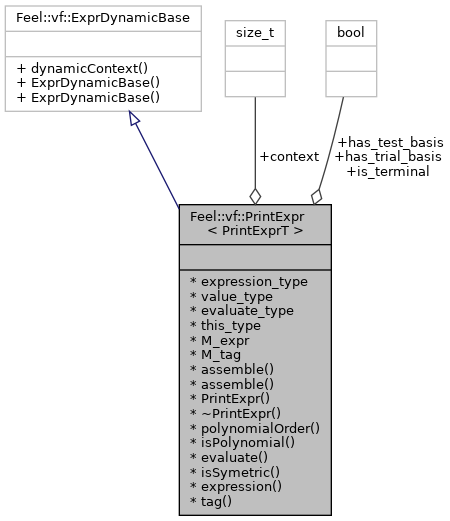 Feel::vf::ExprDynamicBase
+ dynamicContext()
+ ExprDynamicBase()
+ ExprDynamicBase()
size_t
bool
+context
+has_test_basis
+has_trial_basis
+is_terminal
Feel::vf::PrintExpr
< PrintExprT >
* expression_type
* value_type
* evaluate_type
* this_type
* M_expr
* M_tag
* assemble()
* assemble()
* PrintExpr()
* ~PrintExpr()
* polynomialOrder()
* isPolynomial()
* evaluate()
* isSymetric()
* expression()
* tag()